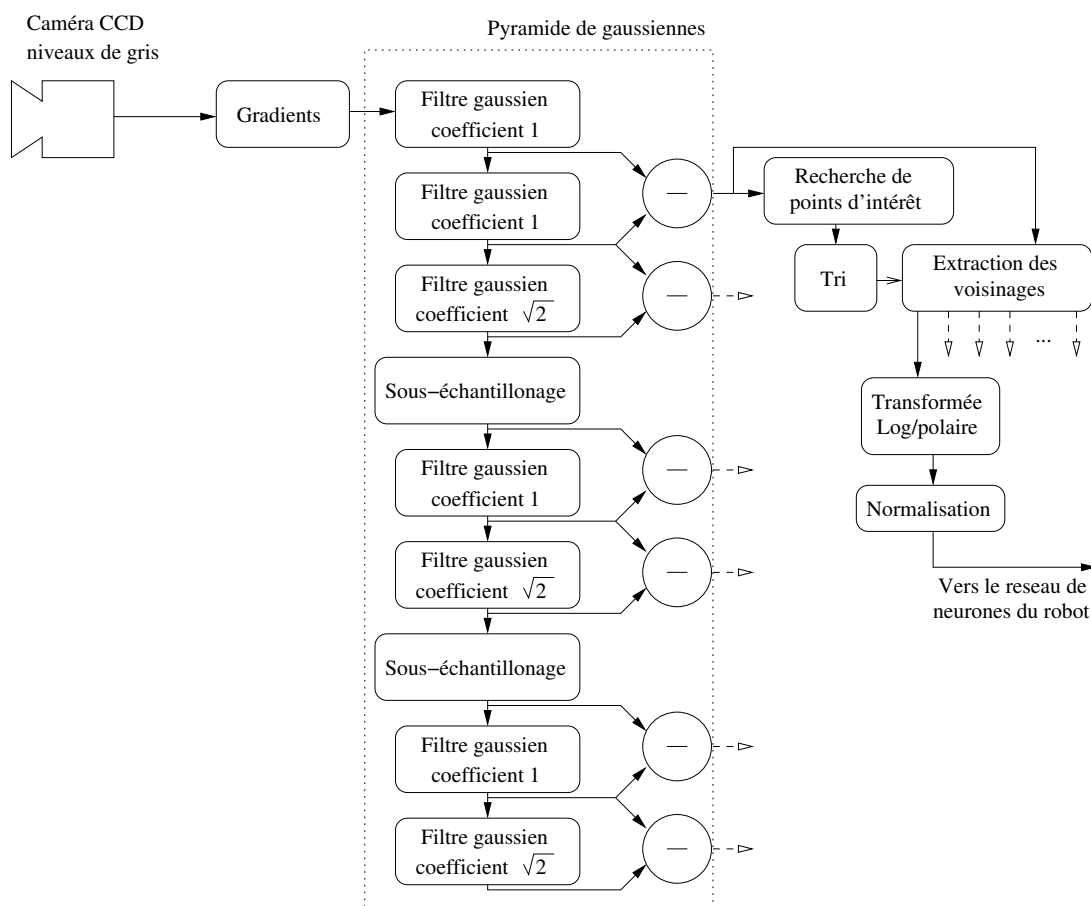 Caméra CCD
niveaux de gris
Pyramide de gaussiennes
Gradients
Filtre gaussien
coefficient 1
Filtre gaussien
coefficient 1
Filtre gaussien
coefficient √2
Sous−échantillonage
Filtre gaussien
coefficient 1
Filtre gaussien
coefficient √2
Sous−échantillonage
Filtre gaussien
coefficient 1
Filtre gaussien
coefficient √2
—
—
—
—
—
—
Recherche de
points d'intérêt
Tri
Extraction des
voisinages
...
Transformée
Log/polaire
Normalisation
Vers le reseau de
neurones du robot